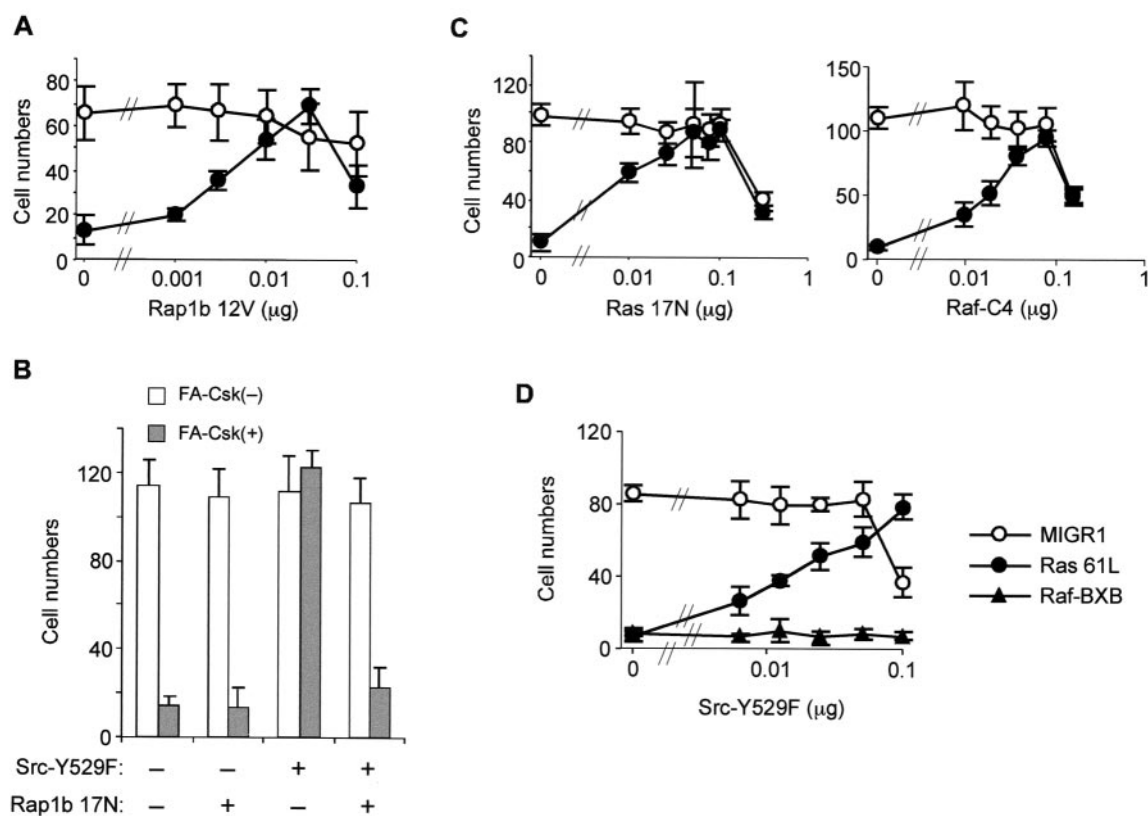 A
Cell numbers
80
60
40
20
0
0
0.001
0.01
0.1
Rap1b 12V (μg)
C
Cell numbers
120
80
40
0
0
0.01
0.1
1
Ras 17N (μg)
150
100
50
0
0
0.01
0.1
1
Raf-C4 (μg)
B
FA-Csk(–)
FA-Csk(+)
Cell numbers
120
80
40
0
Src-Y529F: – – + +
Rap1b 17N: – + – +
D
Cell numbers
120
80
40
0
0
0.01
0.1
Src-Y529F (μg)
MIGR1
Ras 61L
Raf-BXB